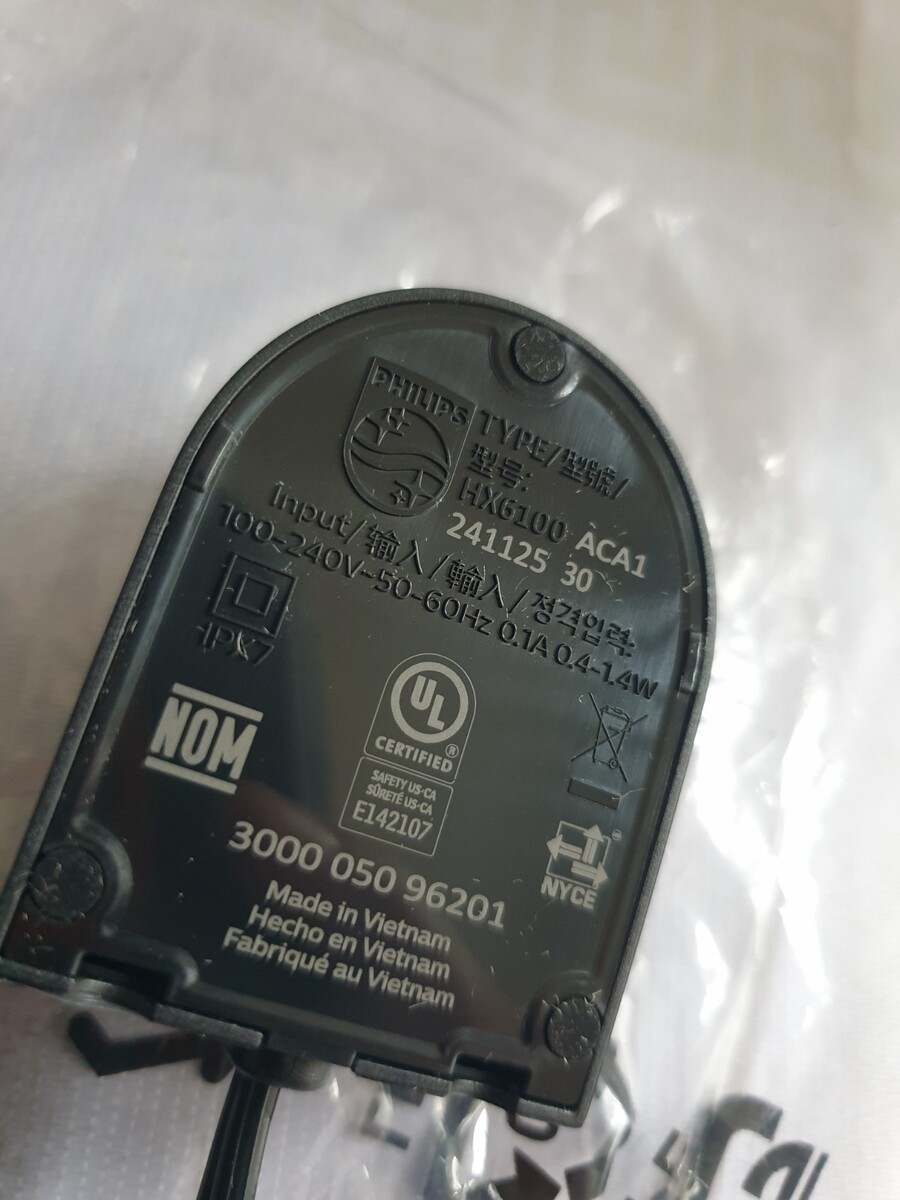 PHILIPS
TYPE/型號/
型号:
HX6100 ACA1
241125 30
Input/输入/輸入/정격입력:
100-240V~50-60Hz 0.1A 0.4-1.4W
IPX7
UL
CERTIFIED®
SAFETY US-CA
SÛRETÉ US-CA
E142107
NOM
NYCE
3000 050 96201
Made in Vietnam
Hecho en Vietnam
Fabriqué au Vietnam